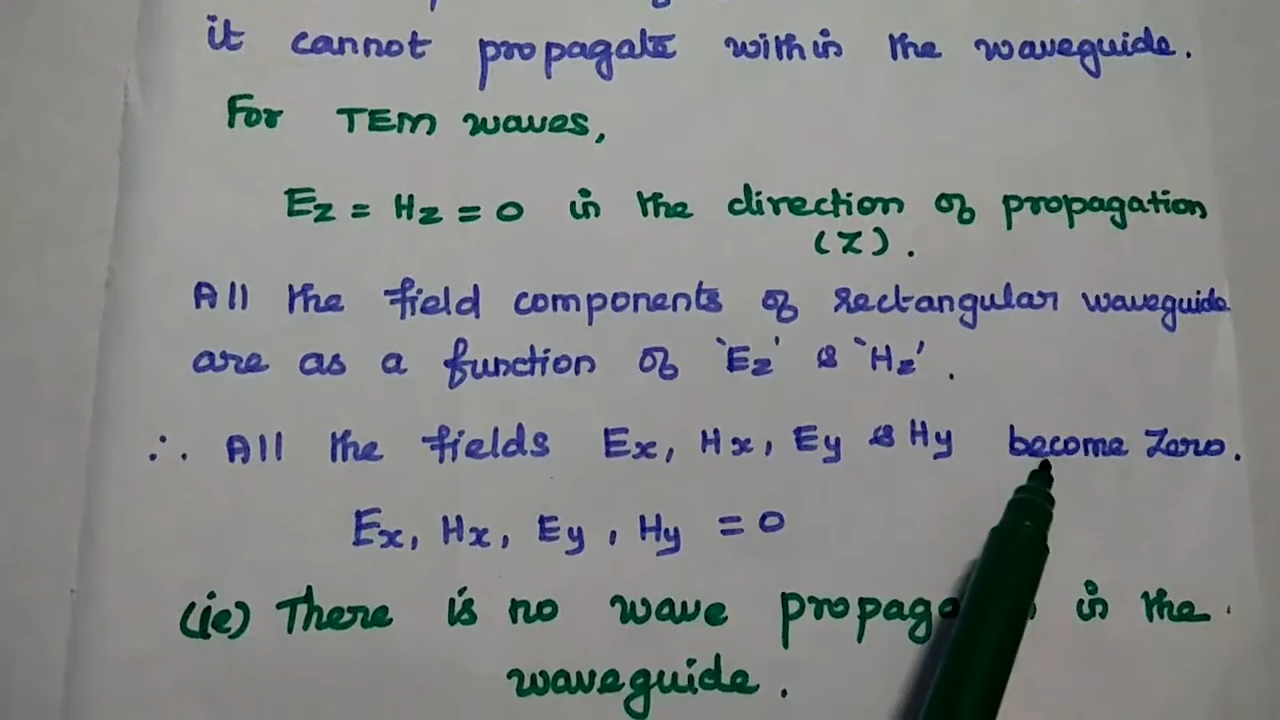 it cannot propagate within the waveguide.
For TEM waves,
Ez = Hz = 0 in the direction of propagation
(z).
All the field components of rectangular waveguide
are as a function of 'Ez' & 'Hz'.
∴ All the fields Ex, Hx, Ey & Hy become zero.
Ex, Hx, Ey, Hy = 0
(ie) There is no wave in the
waveguide.